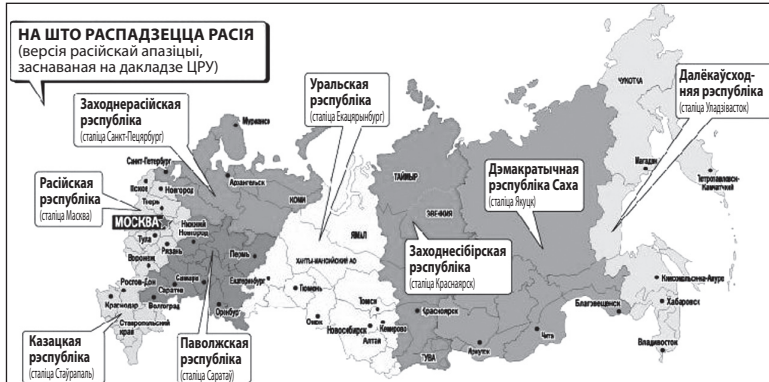 НА ШТО РАСПАДЗЕЦЦА РАСІЯ
(версія расійскай апазіцыі,
заснаваная на дакладзе ЦРУ)
Заходнерасійская
рэспубліка
(сталіца Санкт-Пецярбург)
Уральская
рэспубліка
(сталіца Екацярынбург)
Далёкаўсход-
няя рэспубліка
(сталіца Уладзівасток)
Расійская
рэспубліка
(сталіца Масква)
Дэмакратычная
рэспубліка Саха
(сталіца Якуцк)
Заходнесібірская
рэспубліка
(сталіца Краснаярск)
Казацкая
рэспубліка
(сталіца Стаўрапаль)
Паволжская
рэспубліка
(сталіца Саратаў)
Мурманск
ЧУКОТКА
Санкт-Петербург
Псков
Новгород
Архангельск
ТАЙМЫР
Магадан
Петропавловск-
Камчатский
Тверь
КОМИ
МОСКВА
Нижний
Новгород
ЭВЕНКИЯ
ЯМАЛ
Тула
Рязань
Пермь
ХАНТЫ-МАНСИЙСКИЙ АО
Воронеж
Самара
Екатеринбург
Ростов-Дон
Саратов
Тюмень
Краснодар
Волгоград
Оренбург
Томск
Омск
Новосибирск
Кемерово
Красноярск
Ставропольский
край
Алтай
ТУВА
Иркутск
Чита
Благовещенск
Комсомольск-Амуре
Хабаровск
Владивосток